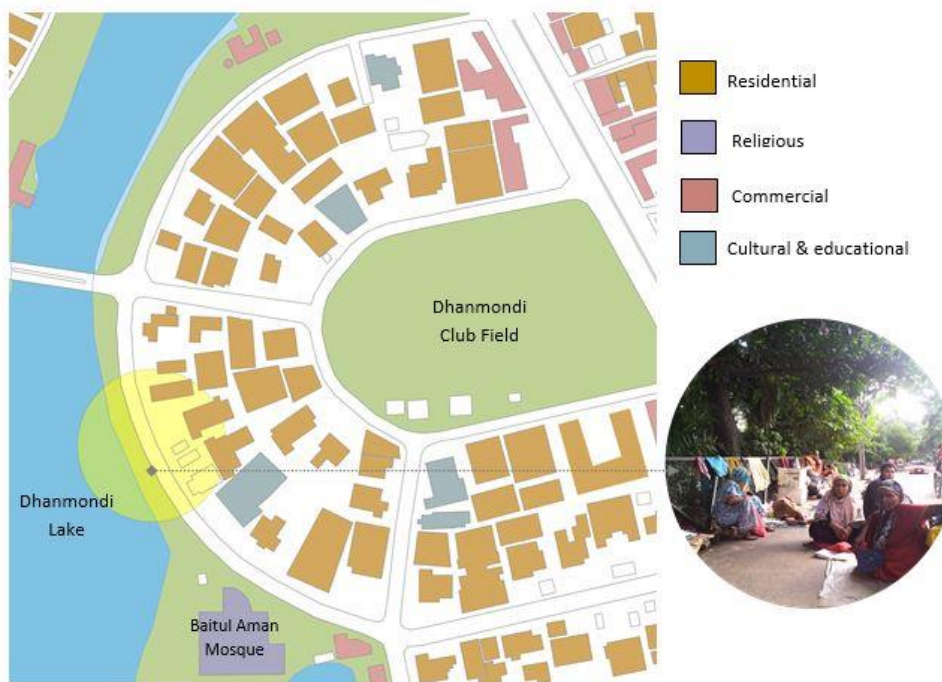 Residential
Religious
Commercial
Cultural & educational
Dhanmondi
Club Field
Dhanmondi
Lake
Baitul Aman
Mosque